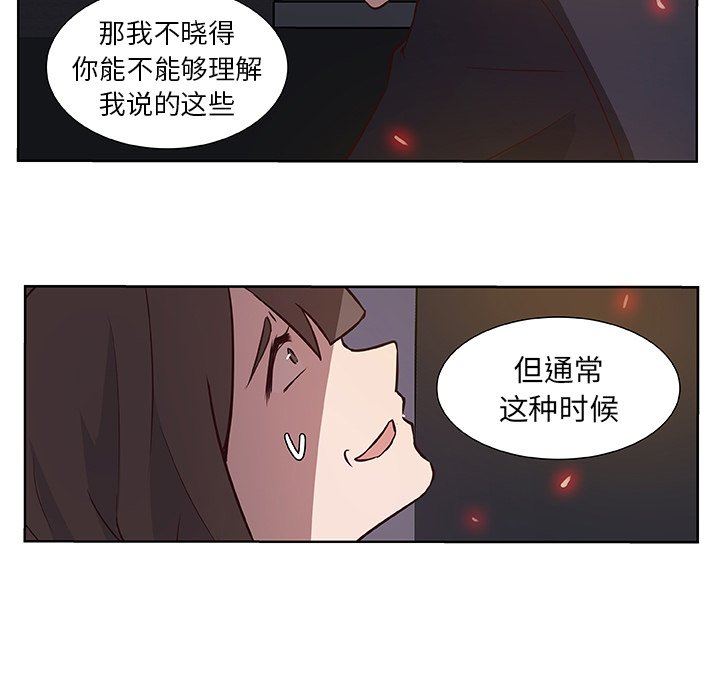 那我不晓得
你能不能够理解
我说的这些
但通常
这种时候